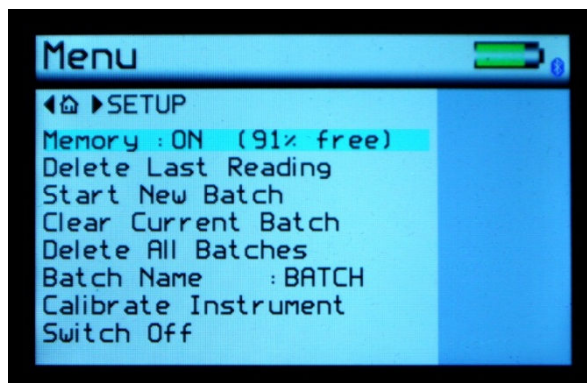 Menu
SETUP
Memory : ON (91% free)
Delete Last Reading
Start New Batch
Clear Current Batch
Delete All Batches
Batch Name : BATCH
Calibrate Instrument
Switch Off